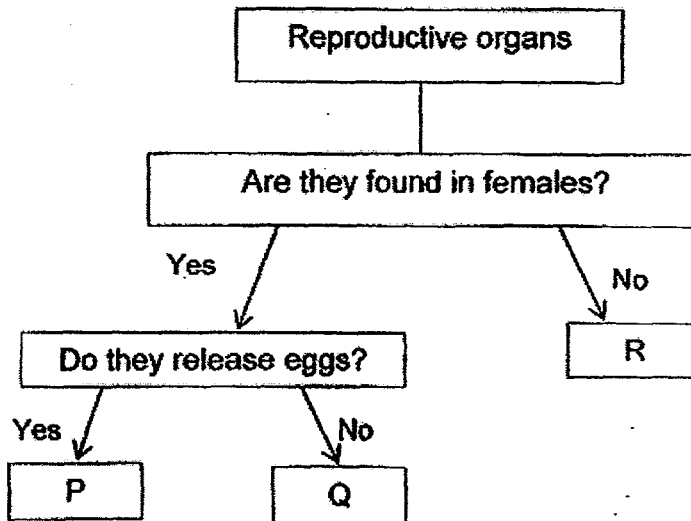 Reproductive organs
Are they found in females?
Yes
No
Do they release eggs?
R
Yes
No
P
Q